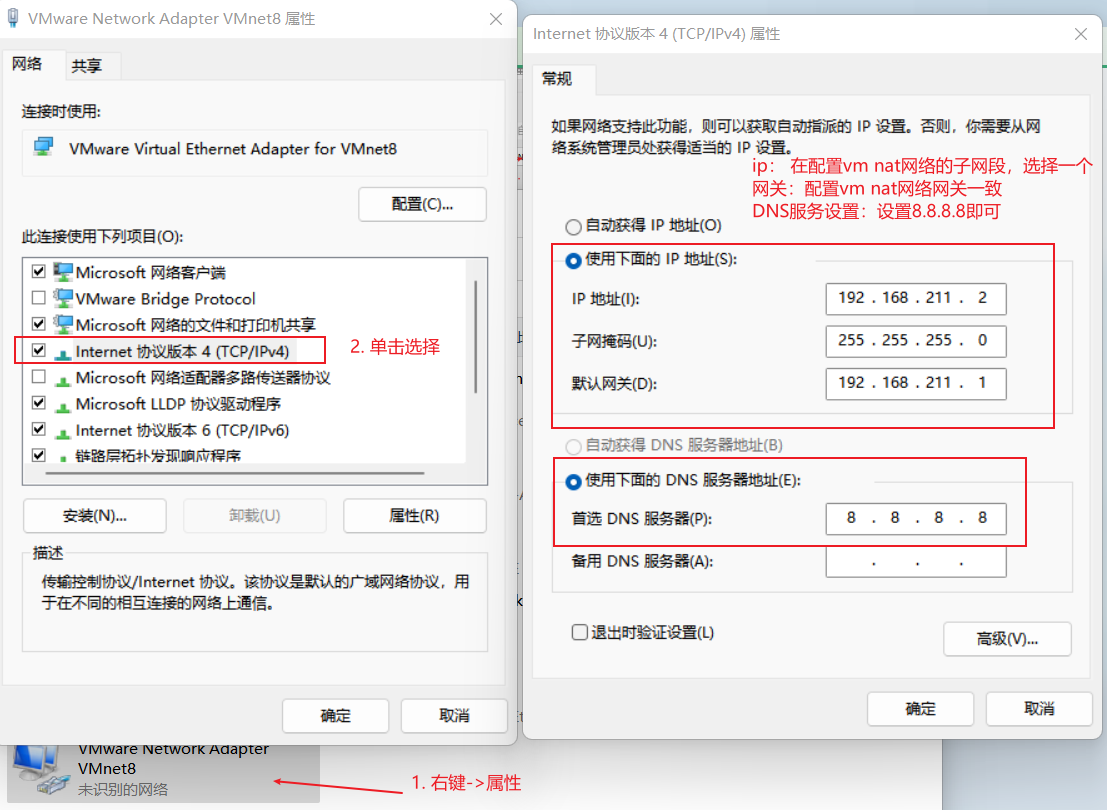 VMware Network Adapter VMnet8 属性
网络
共享
连接时使用:
VMware Virtual Ethernet Adapter for VMnet8
配置(C)...
此连接使用下列项目(O):
Microsoft 网络客户端
VMware Bridge Protocol
Microsoft 网络的文件和打印机共享
Internet 协议版本 4 (TCP/IPv4)
2. 单击选择
Microsoft 网络适配器多路传送器协议
Microsoft LLDP 协议驱动程序
Internet 协议版本 6 (TCP/IPv6)
链路层拓扑发现响应程序
安装(N)...
卸载(U)
属性(R)
描述
传输控制协议/Internet 协议。该协议是默认的广域网络协议，用
于在不同的相互连接的网络上通信。
确定
取消
VMware Network Adapter
VMnet8
未识别的网络
1. 右键->属性
Internet 协议版本 4 (TCP/IPv4) 属性
常规
如果网络支持此功能，则可以获取自动指派的 IP 设置。否则，你需要从网
络系统管理员处获得适当的 IP 设置。
ip： 在配置vm nat网络的子网段，选择一个
网关：配置vm nat网络网关一致
DNS服务设置：设置8.8.8.8即可
自动获得 IP 地址(O)
使用下面的 IP 地址(S):
IP 地址(I):
192 . 168 . 211 . 2
子网掩码(U):
255 . 255 . 255 . 0
默认网关(D):
192 . 168 . 211 . 1
自动获得 DNS 服务器地址(B)
使用下面的 DNS 服务器地址(E):
首选 DNS 服务器(P):
8 . 8 . 8 . 8
备用 DNS 服务器(A):
. . .
退出时验证设置(L)
高级(V)...
确定
取消